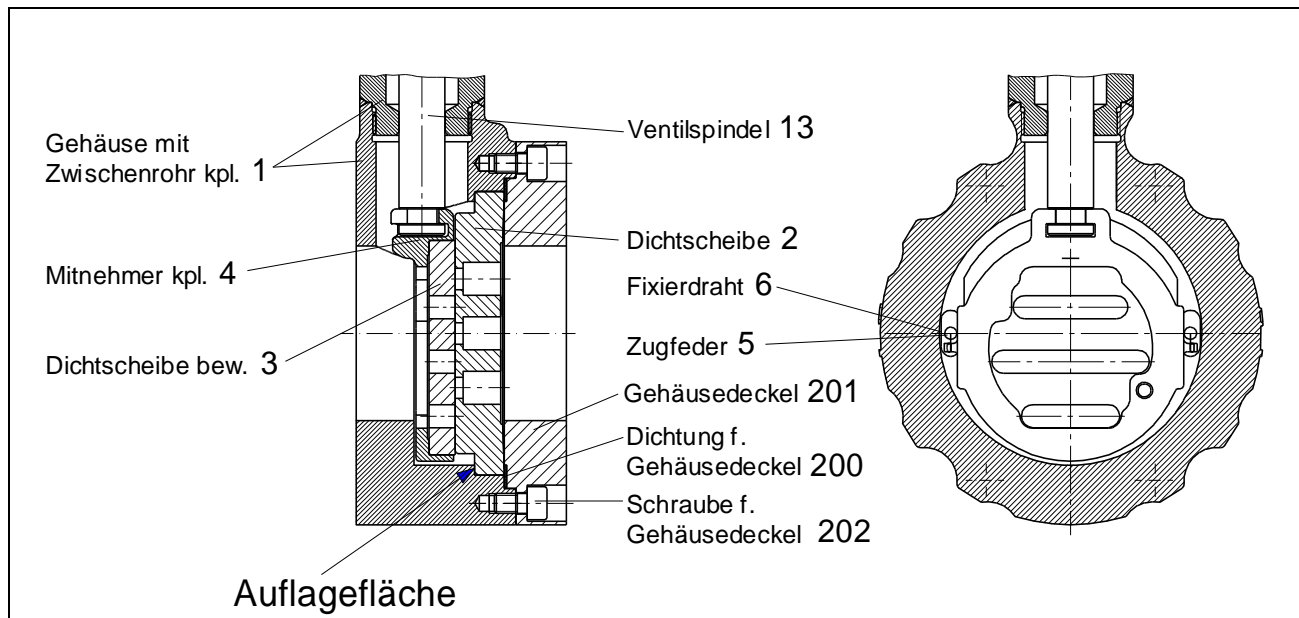 Gehäuse mit
Zwischenrohr kpl. 1
Mitnehmer kpl. 4
Dichtscheibe bew. 3
Auflagefläche
Ventilspindel 13
Dichtscheibe 2
Fixierdraht 6
Zugfeder 5
Gehäusedeckel 201
Dichtung f.
Gehäusedeckel 200
Schraube f.
Gehäusedeckel 202